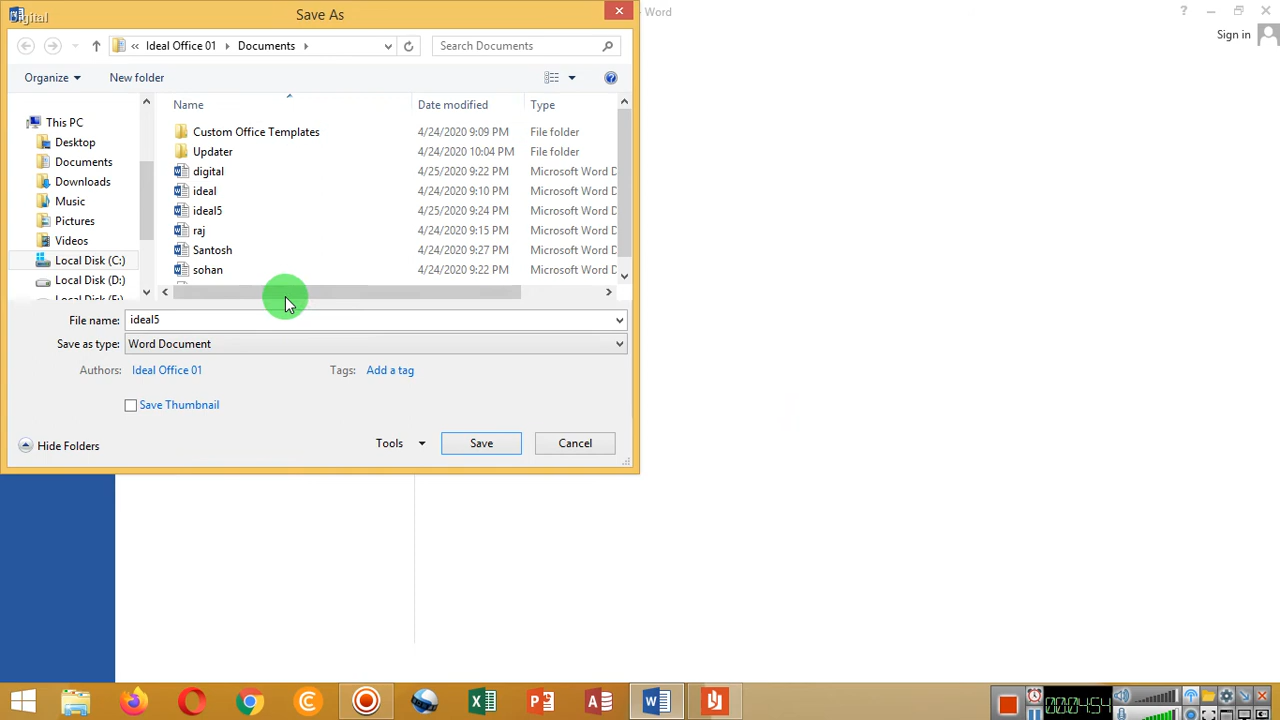 Digital
Save As
- Word
Sign in
Ideal Office 01
Documents
Search Documents
Organize
New folder
Name
Date modified
Type
This PC
Desktop
Documents
Downloads
Music
Pictures
Videos
Local Disk (C:)
Local Disk (D:)
Custom Office Templates 4/24/2020 9:09 PM File folder
Updater 4/24/2020 10:04 PM File folder
digital 4/25/2020 9:22 PM Microsoft Word D
ideal 4/24/2020 9:10 PM Microsoft Word D
ideal5 4/25/2020 9:24 PM Microsoft Word D
raj 4/24/2020 9:15 PM Microsoft Word D
Santosh 4/24/2020 9:27 PM Microsoft Word D
sohan 4/24/2020 9:22 PM Microsoft Word D
File name: ideal5
Save as type: Word Document
Authors: Ideal Office 01
Tags: Add a tag
Save Thumbnail
Hide Folders
Tools
Save
Cancel
00:04:54